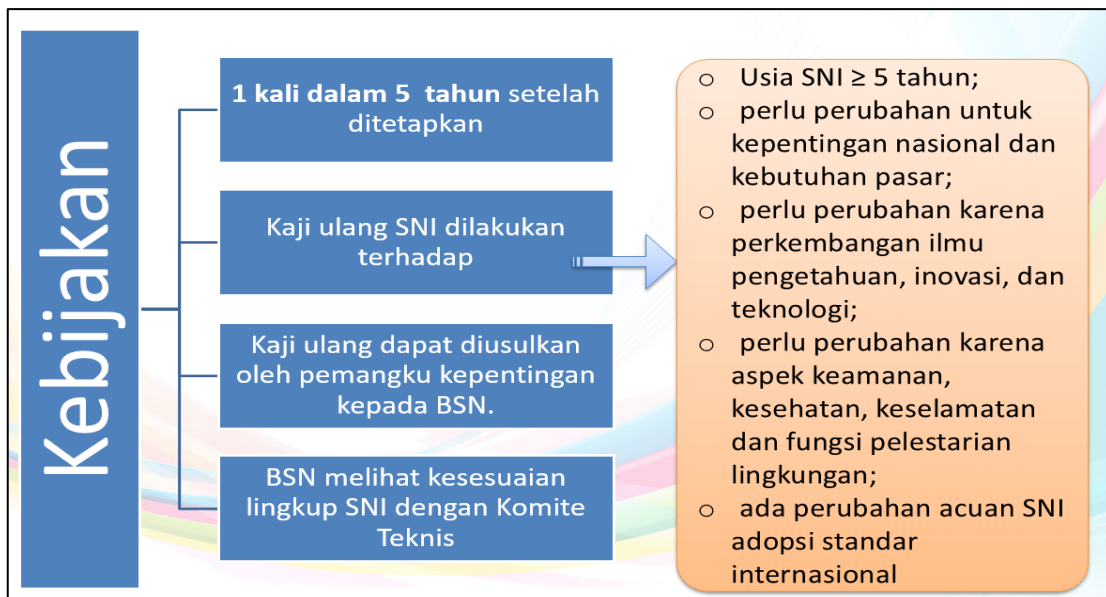 Kebijakan
1 kali dalam 5 tahun setelah
ditetapkan
Kaji ulang SNI dilakukan
terhadap
Kaji ulang dapat diusulkan
oleh pemangku kepentingan
kepada BSN.
BSN melihat kesesuaian
lingkup SNI dengan Komite
Teknis
o Usia SNI ≥ 5 tahun;
o perlu perubahan untuk
kepentingan nasional dan
kebutuhan pasar;
o perlu perubahan karena
perkembangan ilmu
pengetahuan, inovasi, dan
teknologi;
o perlu perubahan karena
aspek keamanan,
kesehatan, keselamatan
dan fungsi pelestarian
lingkungan;
o ada perubahan acuan SNI
adopsi standar
internasional